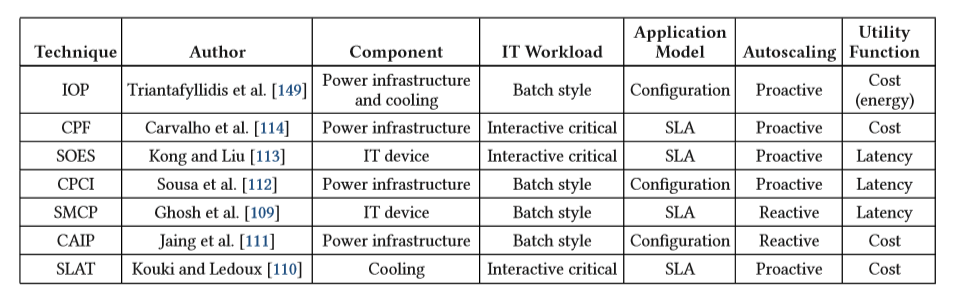 Technique Author Component IT Workload Application Model Autoscaling Utility Function
IOP Triantafyllidis et al. [149] Power infrastructure and cooling Batch style Configuration Proactive Cost (energy)
CPF Carvalho et al. [114] Power infrastructure Interactive critical SLA Proactive Cost
SOES Kong and Liu [113] IT device Interactive critical SLA Proactive Latency
CPCI Sousa et al. [112] Power infrastructure Batch style Configuration Proactive Latency
SMCP Ghosh et al. [109] IT device Batch style SLA Reactive Latency
CAIP Jaing et al. [111] Power infrastructure Batch style Configuration Reactive Cost
SLAT Kouki and Ledoux [110] Cooling Interactive critical SLA Proactive Cost